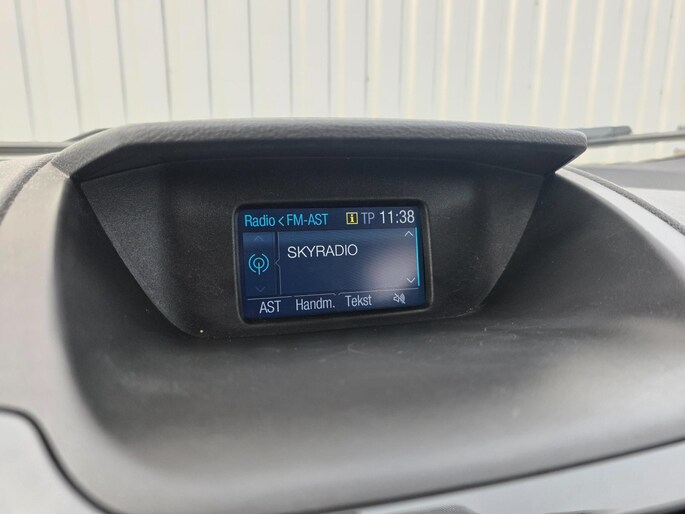 Radio < FM-AST i TP 11:38
SKYRADIO
AST Handm. Tekst